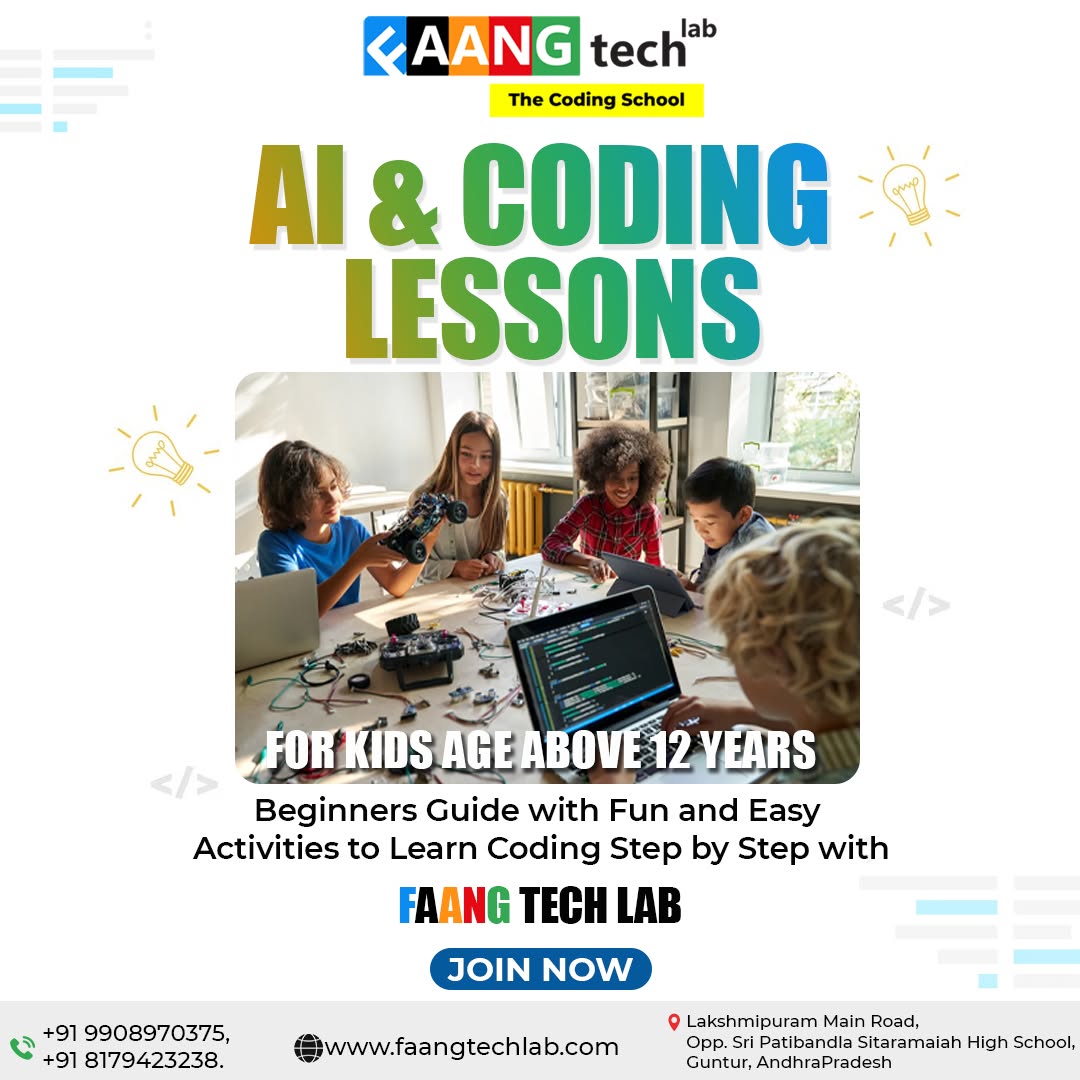 FAANG tech lab
The Coding School
AI & CODING
LESSONS
</>
FOR KIDS AGE ABOVE 12 YEARS
</>
Beginners Guide with Fun and Easy
Activities to Learn Coding Step by Step with
FAANG TECH LAB
JOIN NOW
+91 9908970375,
+91 8179423238.
www.faangtechlab.com
Lakshmipuram Main Road,
Opp. Sri Patibandla Sitaramaiah High School,
Guntur, AndhraPradesh